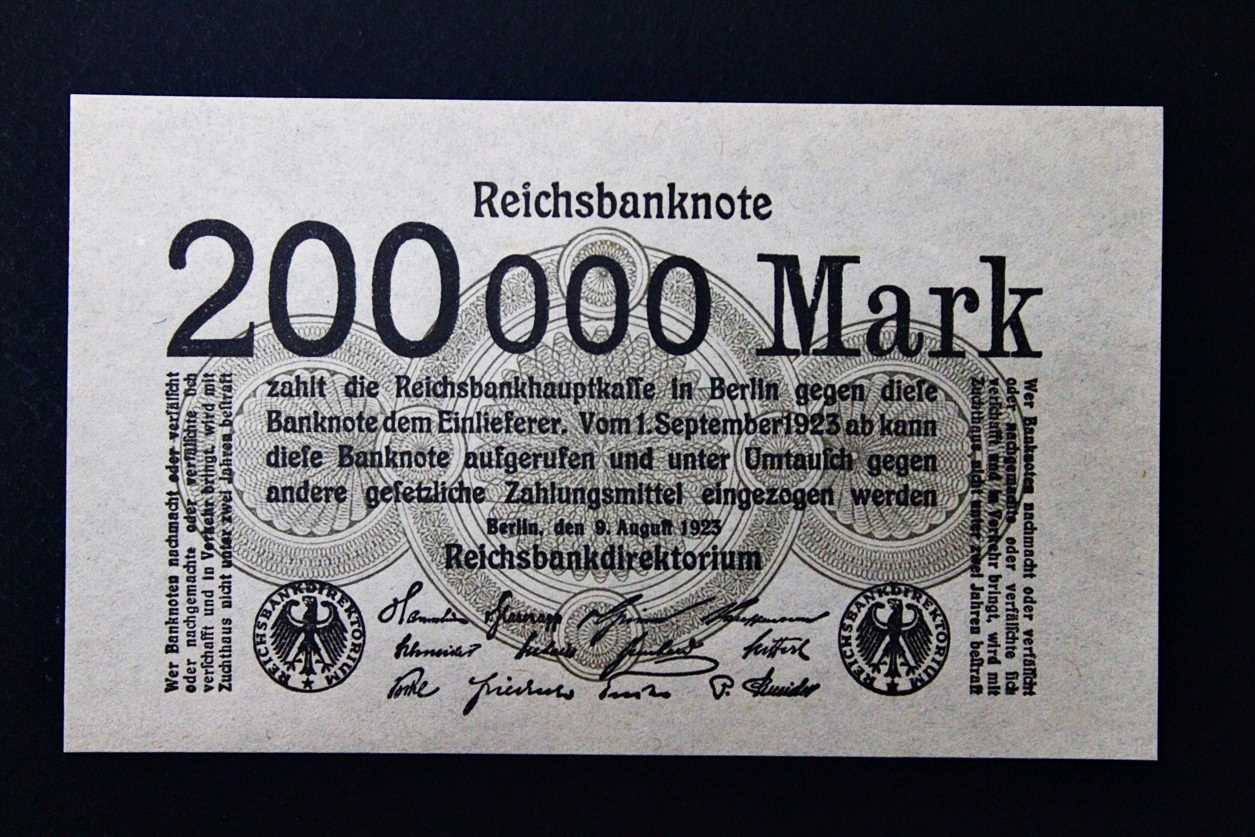 Reichsbanknote
200000 Mark
zahlt die Reichsbankhauptkaſſe in Berlin gegen dieſe
Banknote dem Einlieferer. Vom 1. September 1923 ab kann
dieſe Banknote aufgerufen und unter Umtauſch gegen
andere geſetzliche Zahlungsmittel eingezogen werden
Berlin, den 9. Auguſt 1923
Reichsbankdirektorium
Wer Banknoten nachmacht oder verfälſcht
oder nachgemachte oder verfälſchte ſich
verſchafft und in Verkehr bringt, wird mit
Zuchthaus nicht unter zwei Jahren beſtraft
Wer Banknoten nachmacht oder verfälſcht
oder nachgemachte oder verfälſchte ſich
verſchafft und in Verkehr bringt, wird mit
Zuchthaus nicht unter zwei Jahren beſtraft
REICHSBANKDIREKTORIUM
REICHSBANKDIREKTORIUM
v. Grimm
Schneider